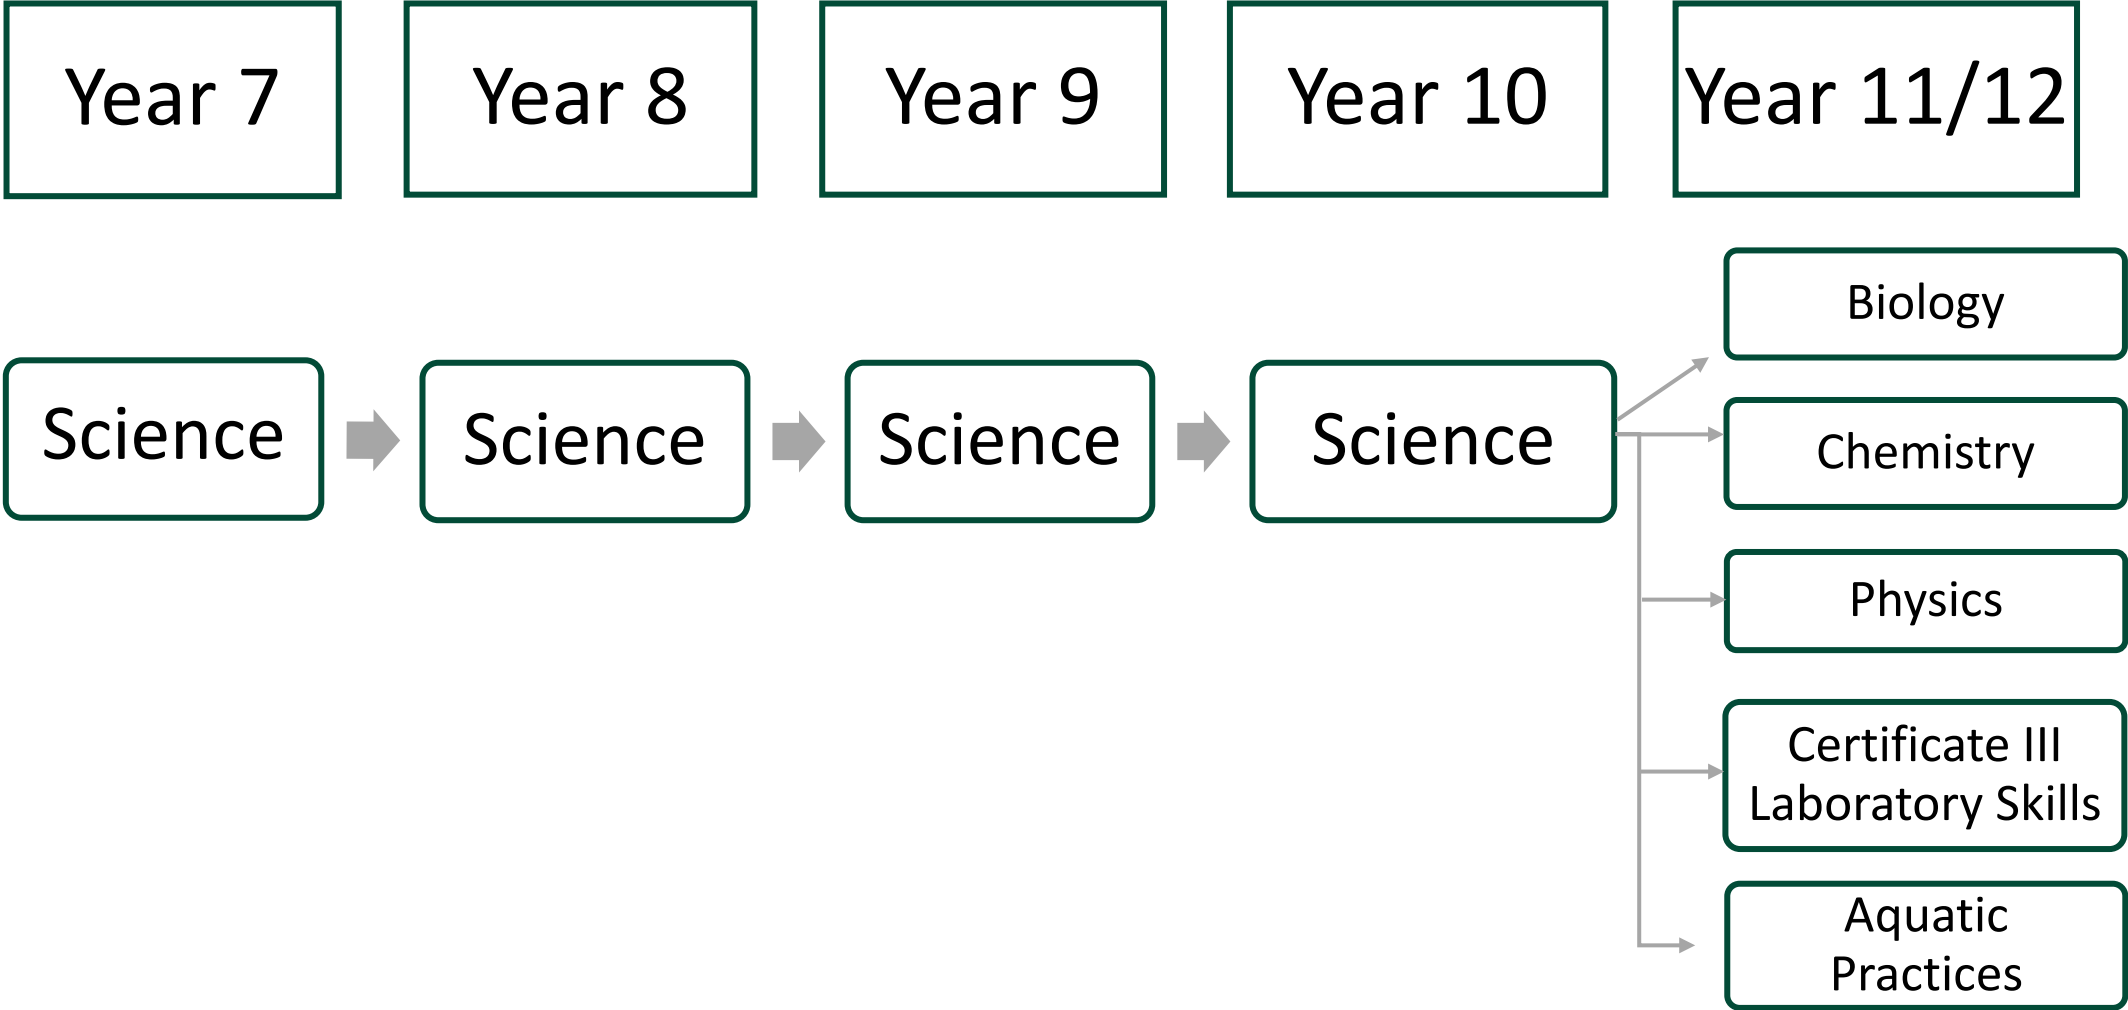 Year 7
Year 8
Year 9
Year 10
Year 11/12
Science
Science
Science
Science
Biology
Chemistry
Physics
Certificate III
Laboratory Skills
Aquatic
Practices